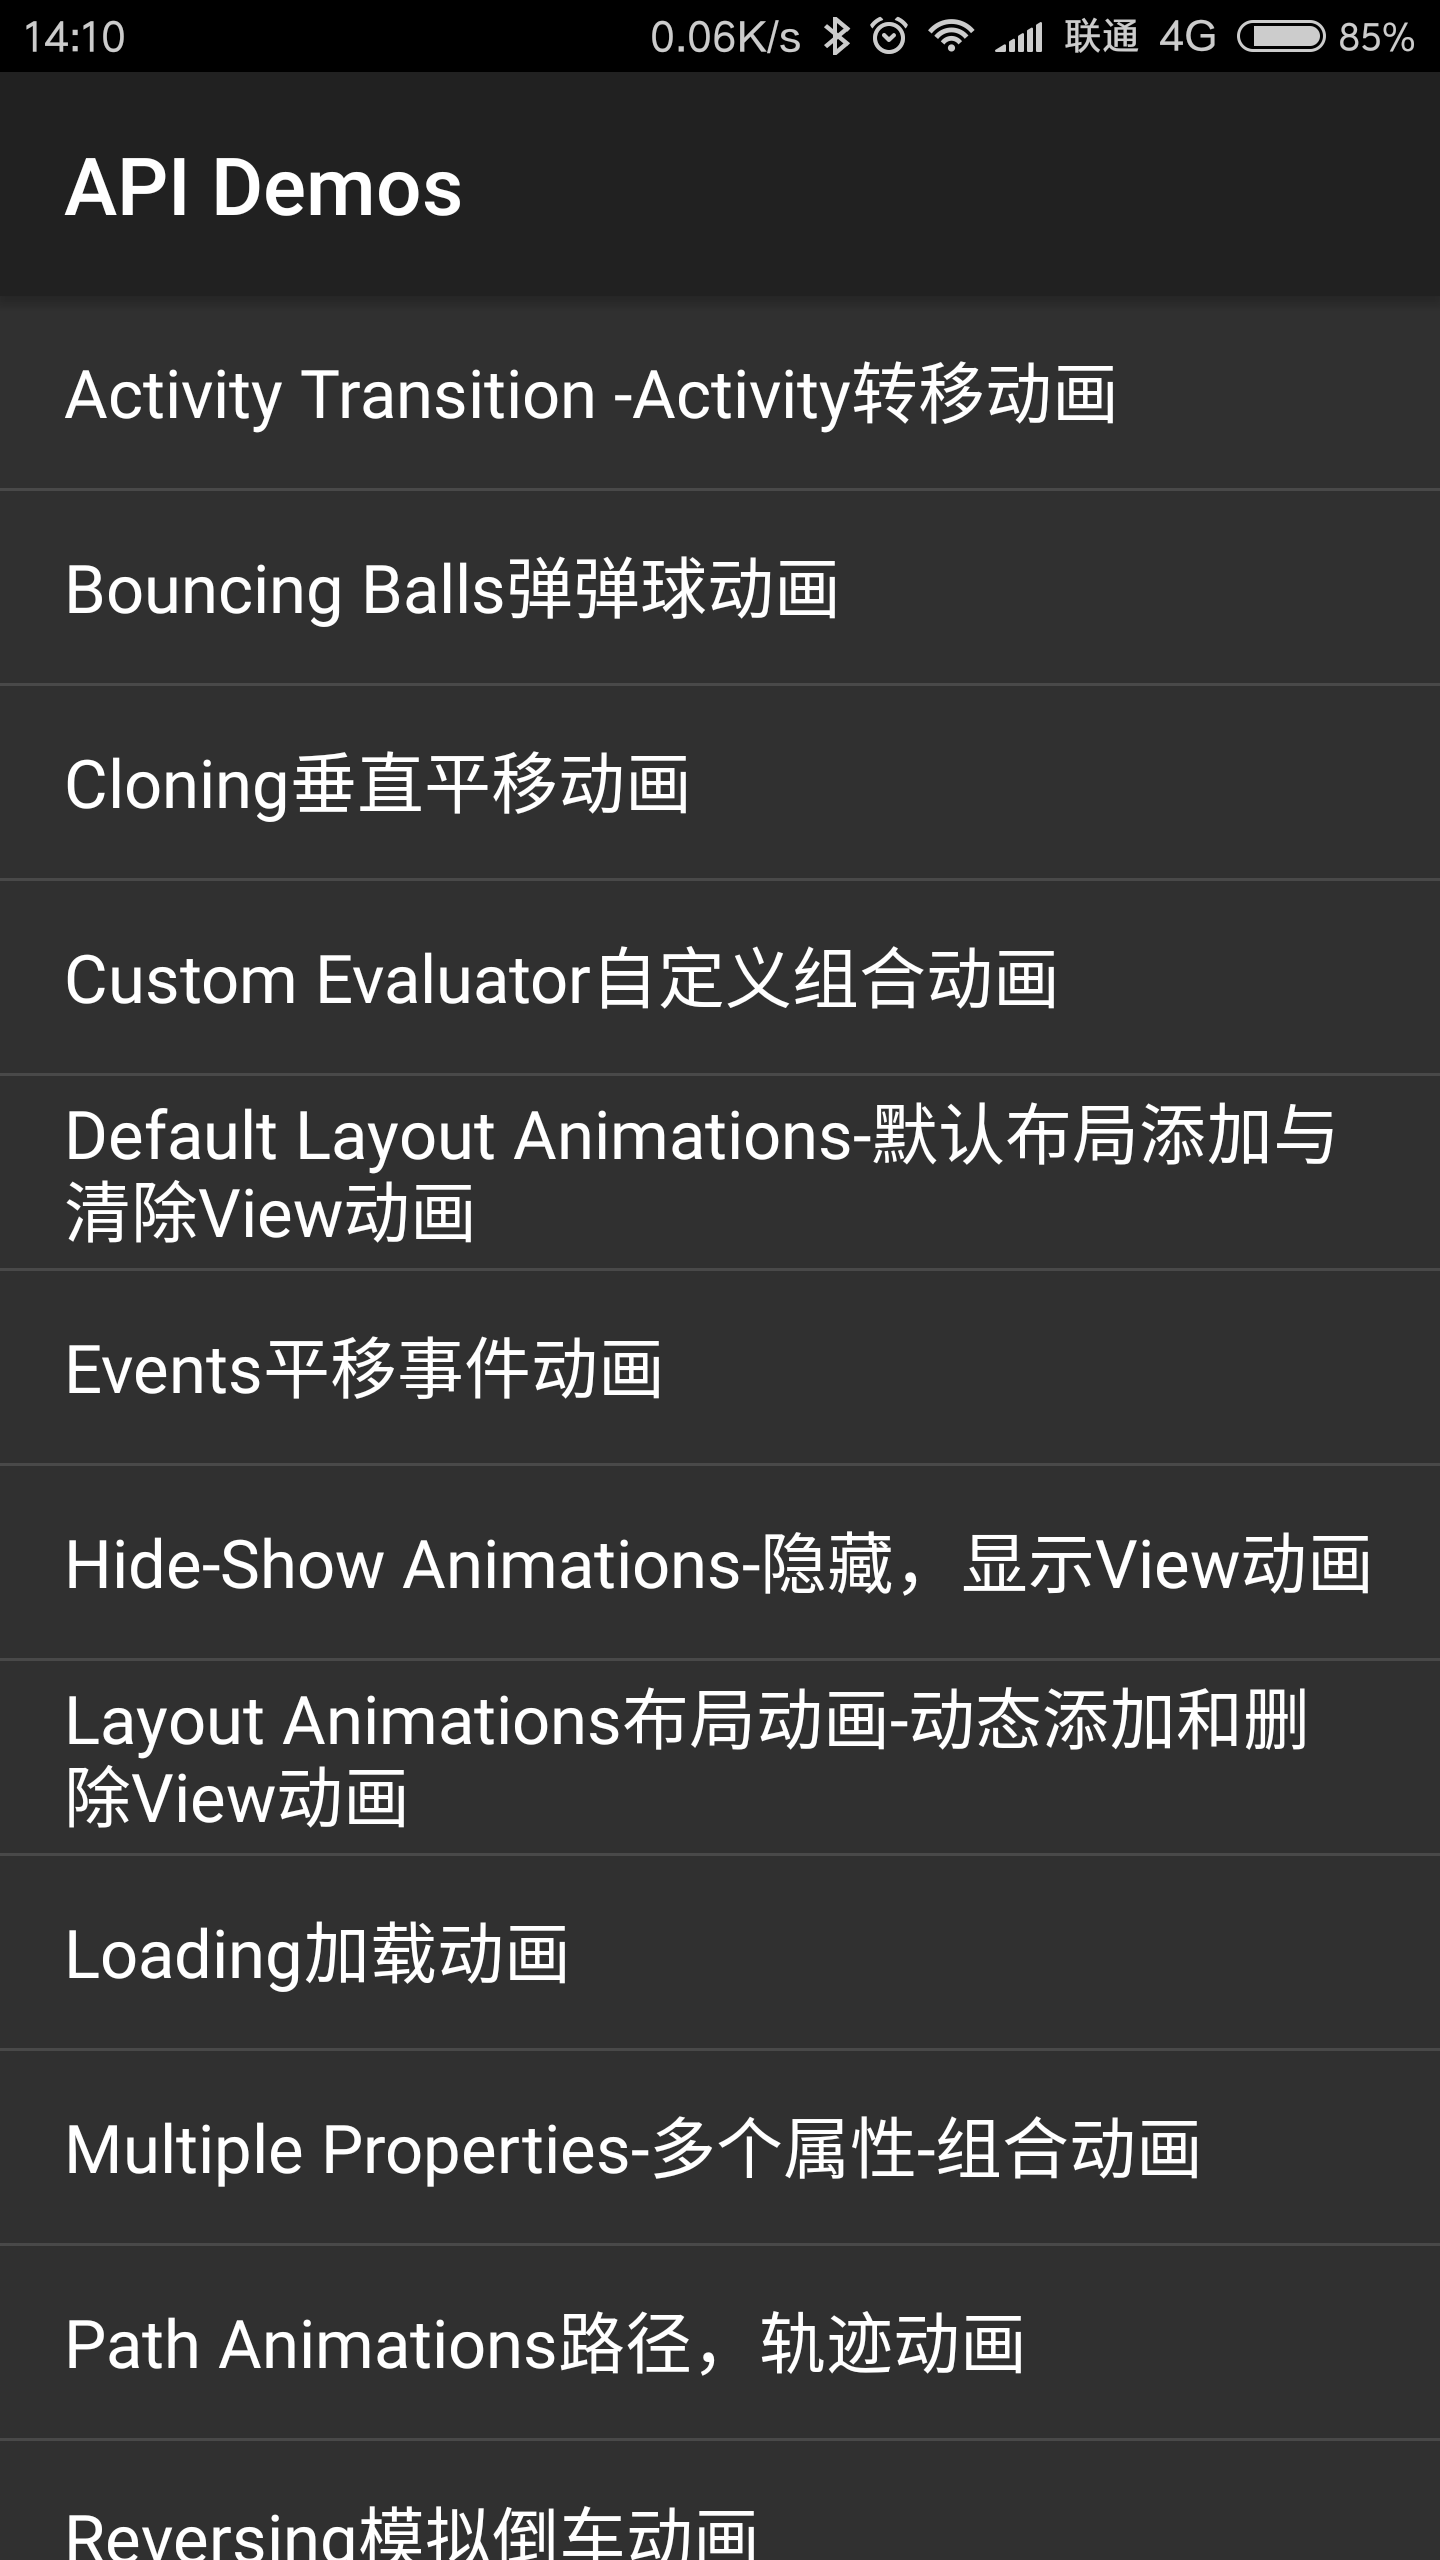 14:10 0.06K/s 联通 4G 85%
API Demos
Activity Transition -Activity转移动画
Bouncing Balls弹弹球动画
Cloning垂直平移动画
Custom Evaluator自定义组合动画
Default Layout Animations-默认布局添加与
清除View动画
Events平移事件动画
Hide-Show Animations-隐藏，显示View动画
Layout Animations布局动画-动态添加和删
除View动画
Loading加载动画
Multiple Properties-多个属性-组合动画
Path Animations路径，轨迹动画
Reversing模拟倒车动画